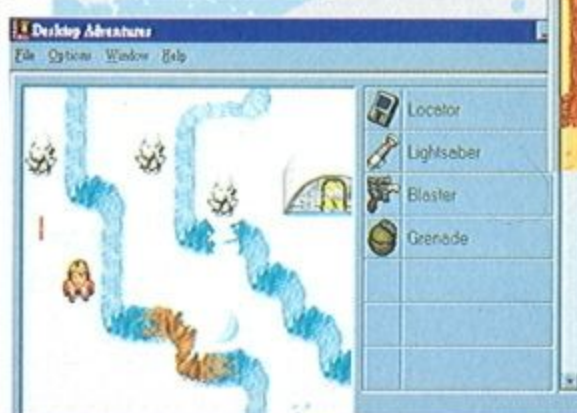 Desktop Adventures
File Options Window Help
Locator
Lightsaber
Blaster
Grenade